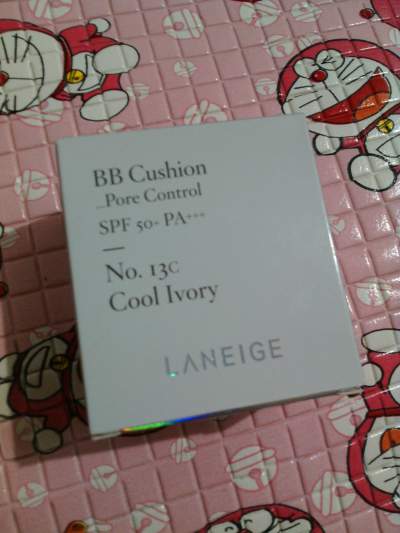 BB Cushion
_Pore Control
SPF 50+ PA+++
No. 13C
Cool Ivory
LANEIGE